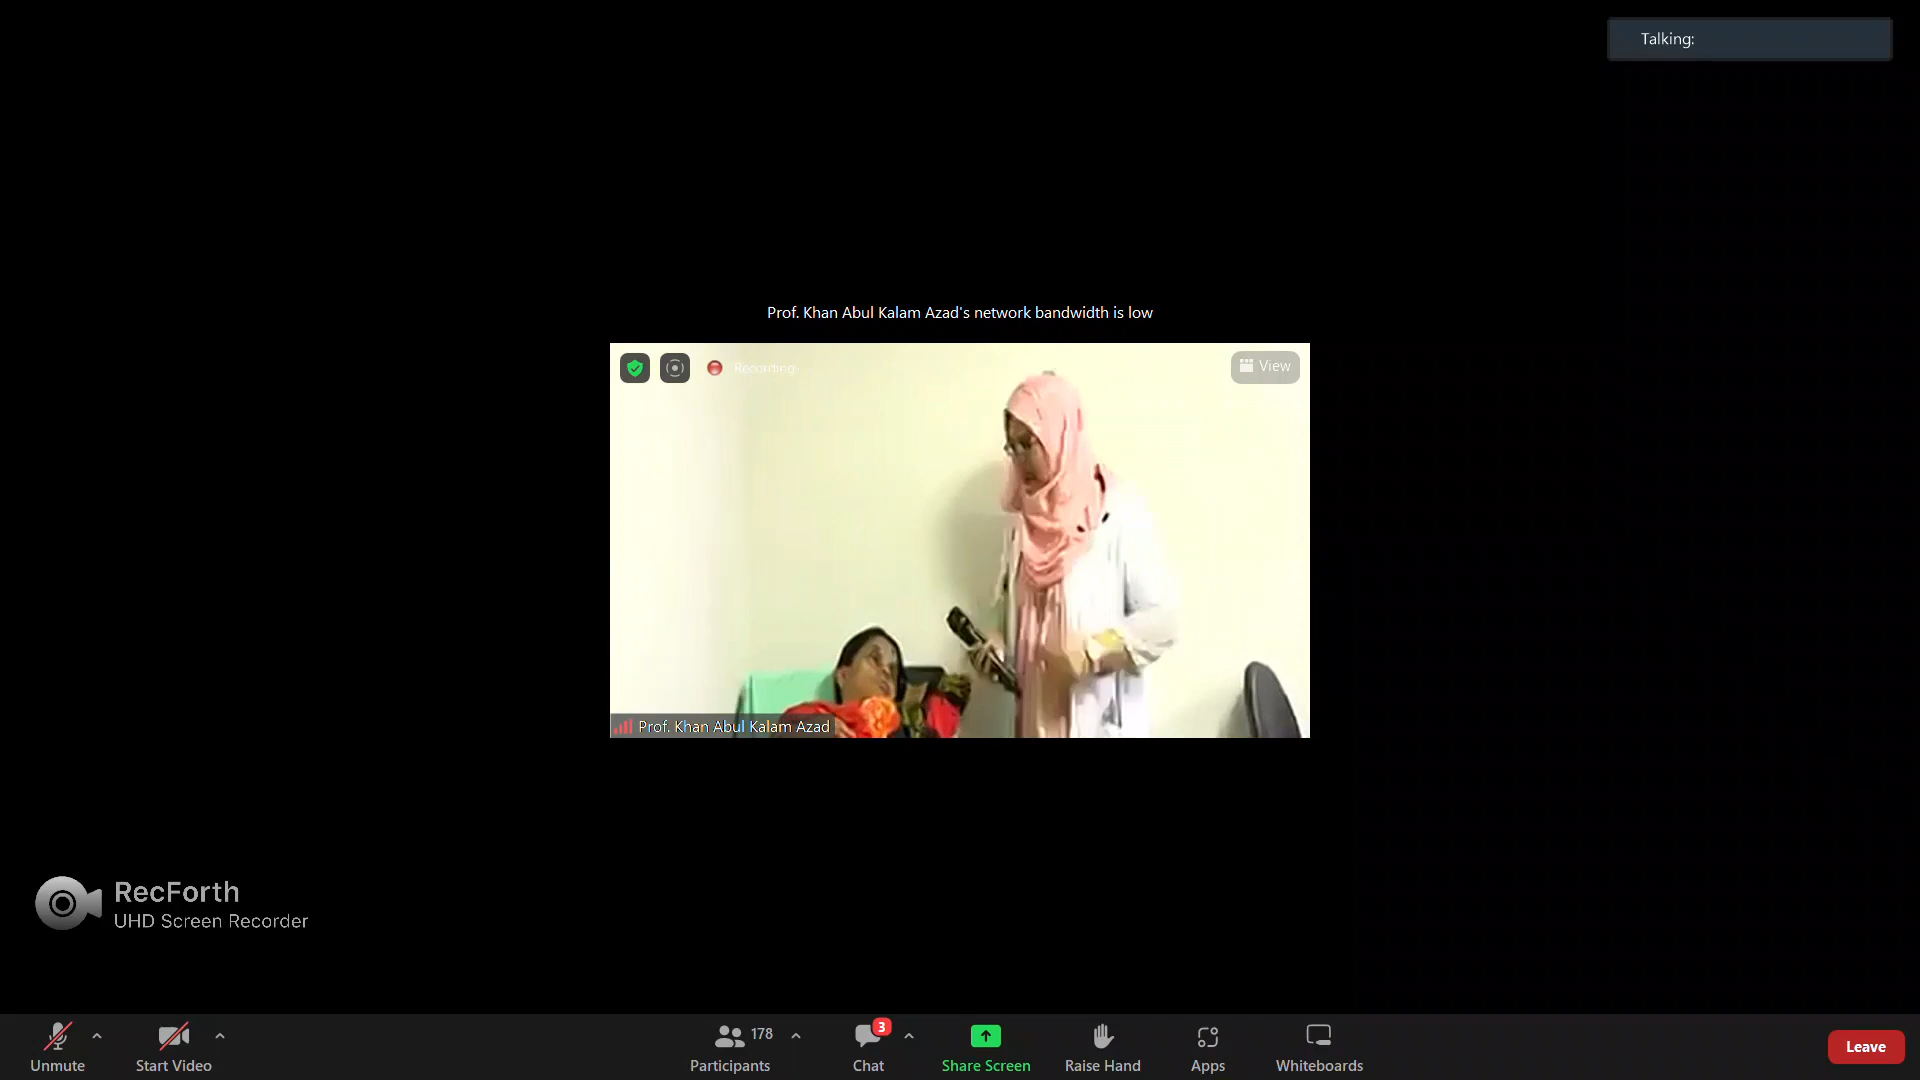 Talking:
Prof. Khan Abul Kalam Azad's network bandwidth is low
Recording
View
Prof. Khan Abul Kalam Azad
RecForth
UHD Screen Recorder
Unmute
Start Video
178
Participants
3
Chat
Share Screen
Raise Hand
Apps
Whiteboards
Leave